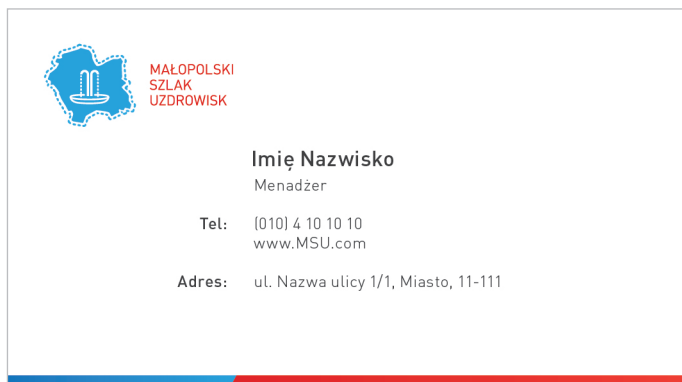 MAŁOPOLSKI
SZLAK
UZDROWISK
Imię Nazwisko
Menadżer
Tel: (010) 4 10 10 10
www.MSU.com
Adres: ul. Nazwa ulicy 1/1, Miasto, 11-111